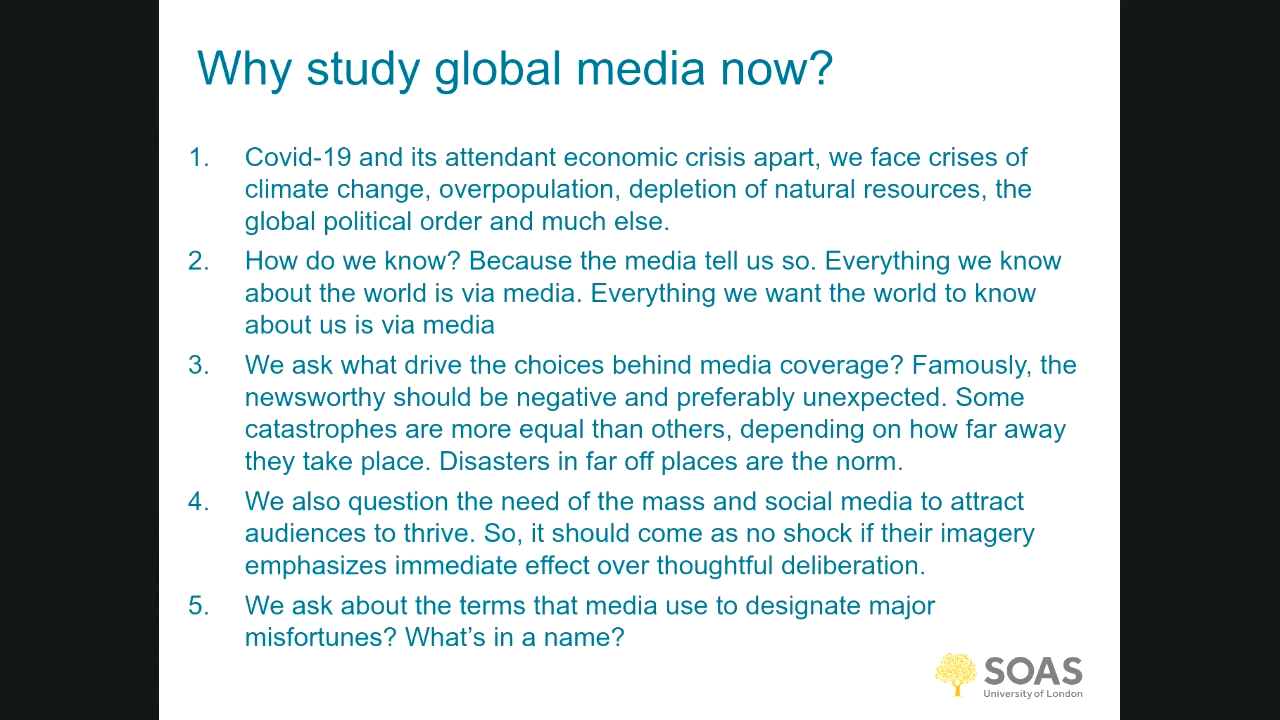 Why study global media now?
1. Covid-19 and its attendant economic crisis apart, we face crises of
climate change, overpopulation, depletion of natural resources, the
global political order and much else.
2. How do we know? Because the media tell us so. Everything we know
about the world is via media. Everything we want the world to know
about us is via media
3. We ask what drive the choices behind media coverage? Famously, the
newsworthy should be negative and preferably unexpected. Some
catastrophes are more equal than others, depending on how far away
they take place. Disasters in far off places are the norm.
4. We also question the need of the mass and social media to attract
audiences to thrive. So, it should come as no shock if their imagery
emphasizes immediate effect over thoughtful deliberation.
5. We ask about the terms that media use to designate major
misfortunes? What’s in a name?
SOAS
University of London